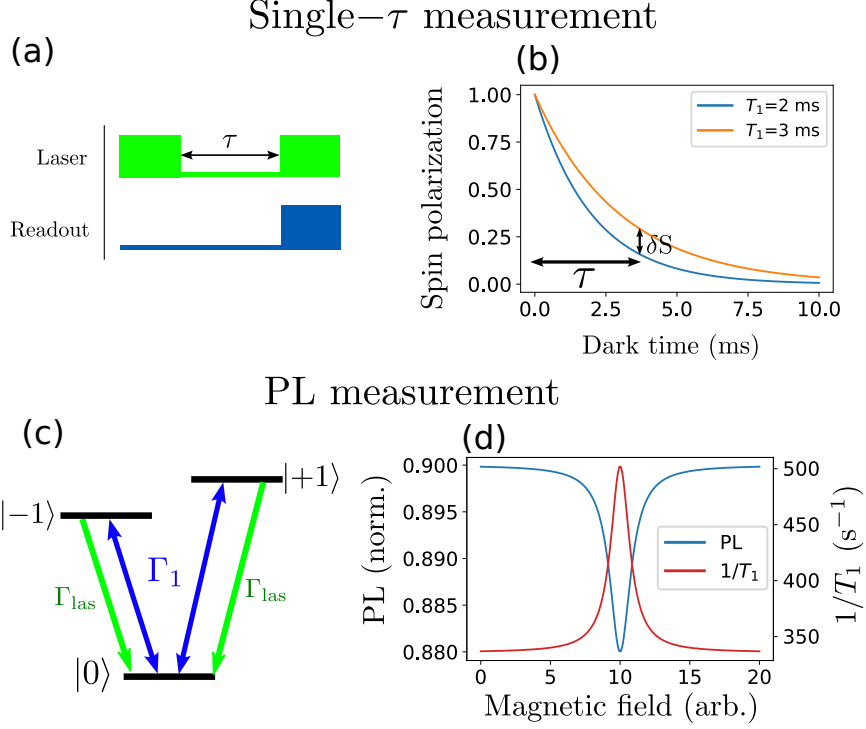 Single−τ measurement
(a)
Laser
τ
Readout
(b)
Spin polarization
1.00
0.75
0.50
0.25
0.00
T₁=2 ms
T₁=3 ms
δS
τ
0.0 2.5 5.0 7.5 10.0
Dark time (ms)
PL measurement
(c)
|−1⟩
|+1⟩
Γ₁
Γlas
Γlas
|0⟩
(d)
PL (norm.)
0.900
0.895
0.890
0.885
0.880
PL
1/T₁
500
450
400
350
1/T₁ (s⁻¹)
0 5 10 15 20
Magnetic field (arb.)